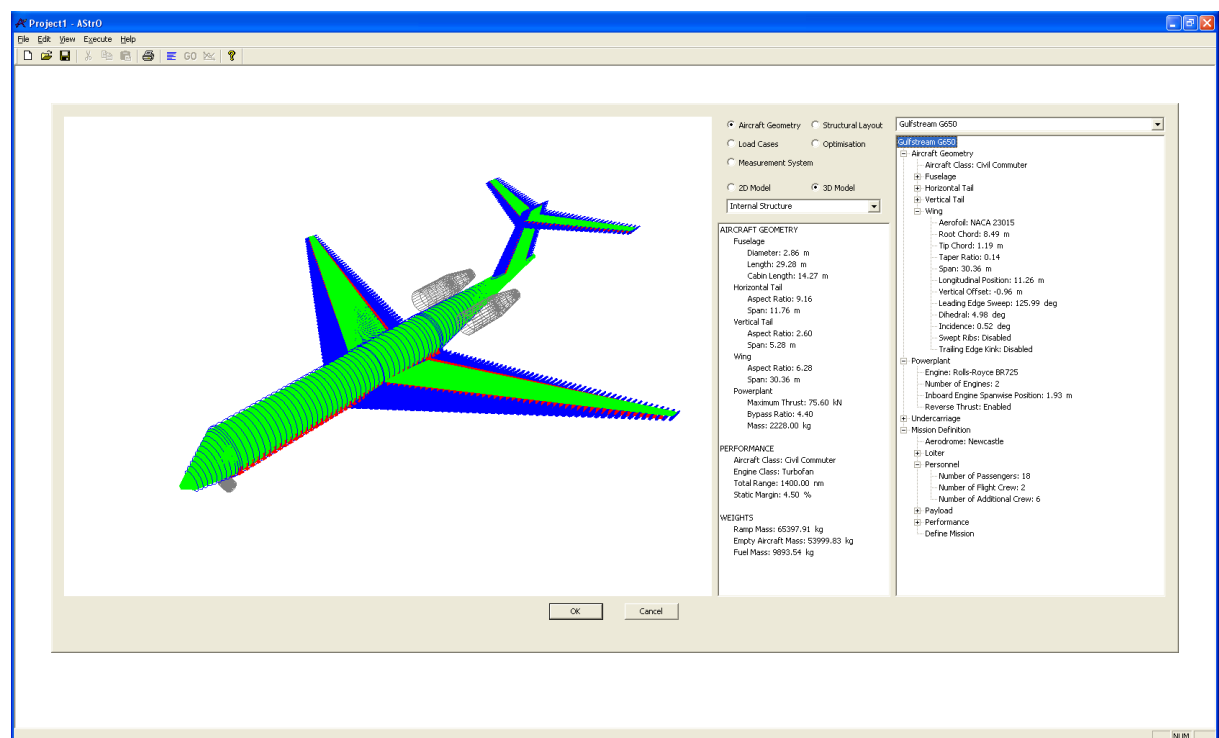 Project1 - AStrO
File Edit View Execute Help
GO
Aircraft Geometry Structural Layout
Load Cases Optimisation
Measurement System
2D Model 3D Model
Internal Structure
AIRCRAFT GEOMETRY
Fuselage
Diameter: 2.86 m
Length: 29.28 m
Cabin Length: 14.27 m
Horizontal Tail
Aspect Ratio: 9.16
Span: 11.76 m
Vertical Tail
Aspect Ratio: 2.60
Span: 5.28 m
Wing
Aspect Ratio: 6.28
Span: 30.36 m
Powerplant
Maximum Thrust: 75.60 kN
Bypass Ratio: 4.40
Mass: 2228.00 kg
PERFORMANCE
Aircraft Class: Civil Commuter
Engine Class: Turbofan
Total Range: 1400.00 nm
Static Margin: 4.50 %
WEIGHTS
Ramp Mass: 65397.91 kg
Empty Aircraft Mass: 53999.83 kg
Fuel Mass: 9893.54 kg
Gulfstream G650
Gulfstream G650
Aircraft Geometry
Aircraft Class: Civil Commuter
Fuselage
Horizontal Tail
Vertical Tail
Wing
Aerofoil: NACA 23015
Root Chord: 8.49 m
Tip Chord: 1.19 m
Taper Ratio: 0.14
Span: 30.36 m
Longitudinal Position: 11.26 m
Vertical Offset: -0.96 m
Leading Edge Sweep: 125.99 deg
Dihedral: 4.98 deg
Incidence: 0.52 deg
Swept Ribs: Disabled
Trailing Edge Kink: Disabled
Powerplant
Engine: Rolls-Royce BR725
Number of Engines: 2
Inboard Engine Spanwise Position: 1.93 m
Reverse Thrust: Enabled
Undercarriage
Mission Definition
Aerodrome: Newcastle
Loiter
Personnel
Number of Passengers: 18
Number of Flight Crew: 2
Number of Additional Crew: 6
Payload
Performance
Define Mission
OK Cancel
NUM